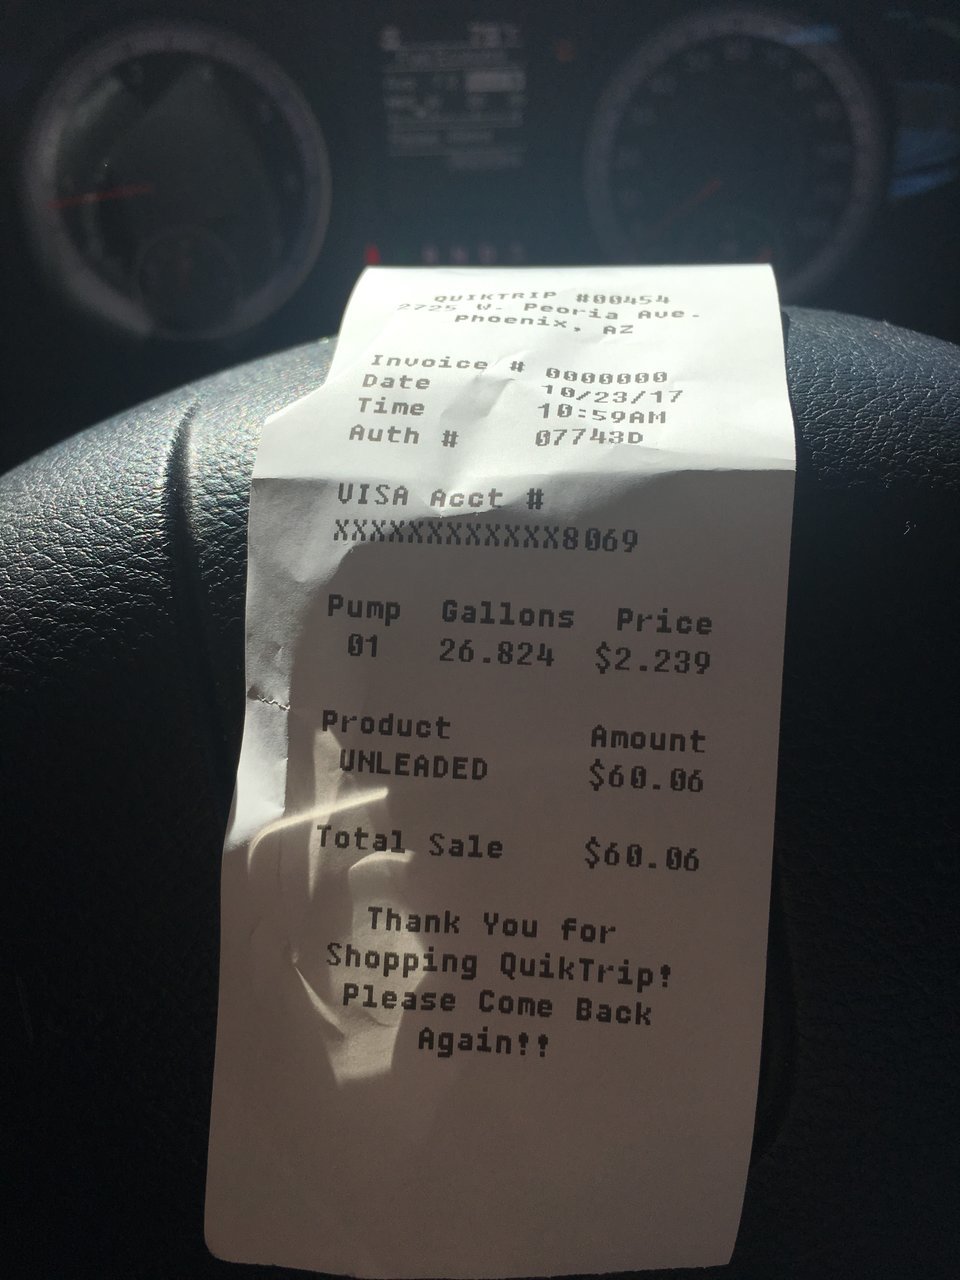 QUIKTRIP #00454
2725 W. Peoria Ave.
Phoenix, AZ
Invoice # 0000000
Date 10/23/17
Time 10:59AM
Auth # 07743D
VISA Acct #
XXXXXXXXXXXX8069
Pump Gallons Price
01 26.824 $2.239
Product Amount
UNLEADED $60.06
Total Sale $60.06
Thank You for
Shopping QuikTrip!
Please Come Back
Again!!